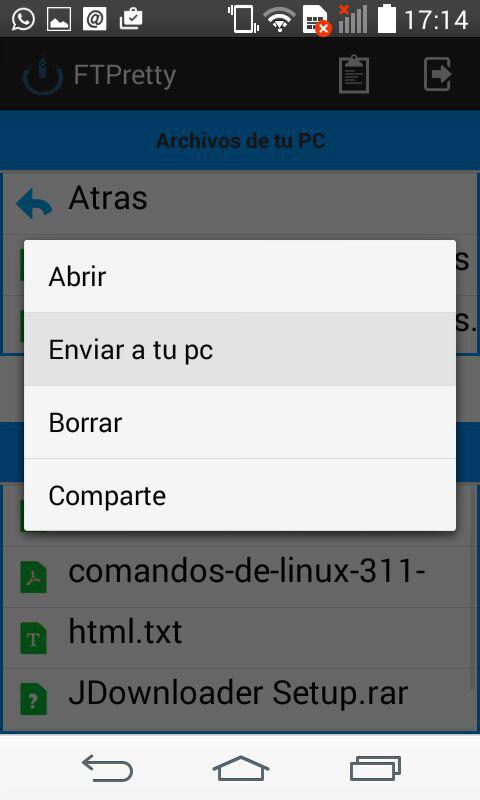 17:14
FTPretty
Archivos de tu PC
Atras
s
s.
Abrir
Enviar a tu pc
Borrar
Comparte
comandos-de-linux-311-
html.txt
JDownloader Setup.rar